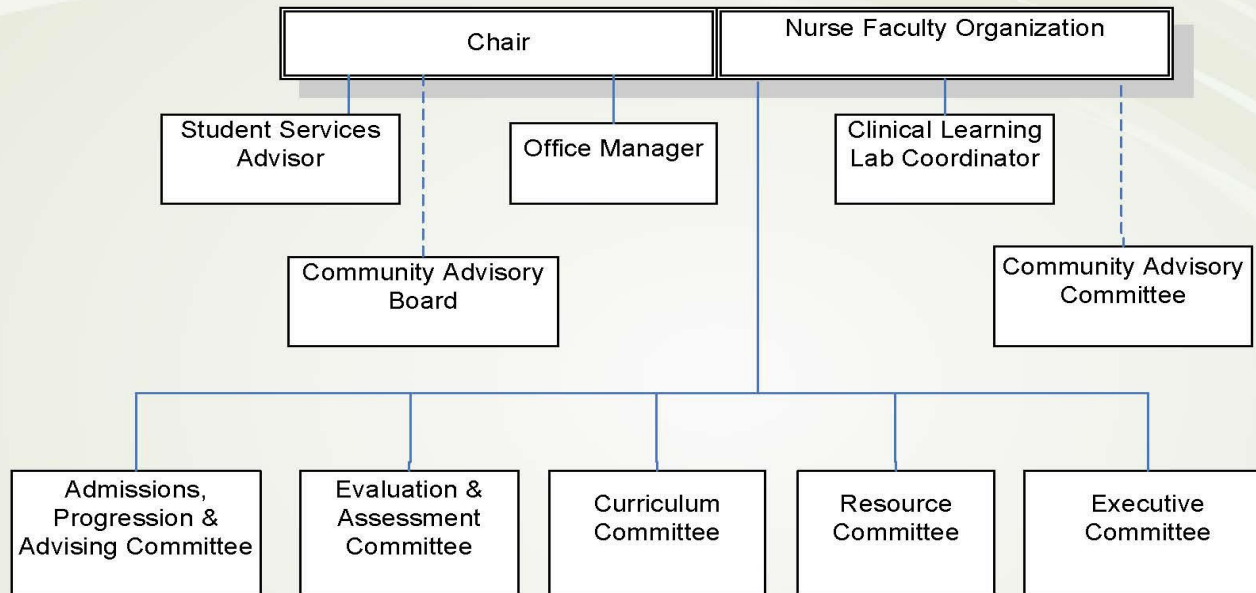 Chair
Nurse Faculty Organization
Student Services
Advisor
Office Manager
Clinical Learning
Lab Coordinator
Community Advisory
Board
Community Advisory
Committee
Admissions,
Progression &
Advising Committee
Evaluation &
Assessment
Committee
Curriculum
Committee
Resource
Committee
Executive
Committee